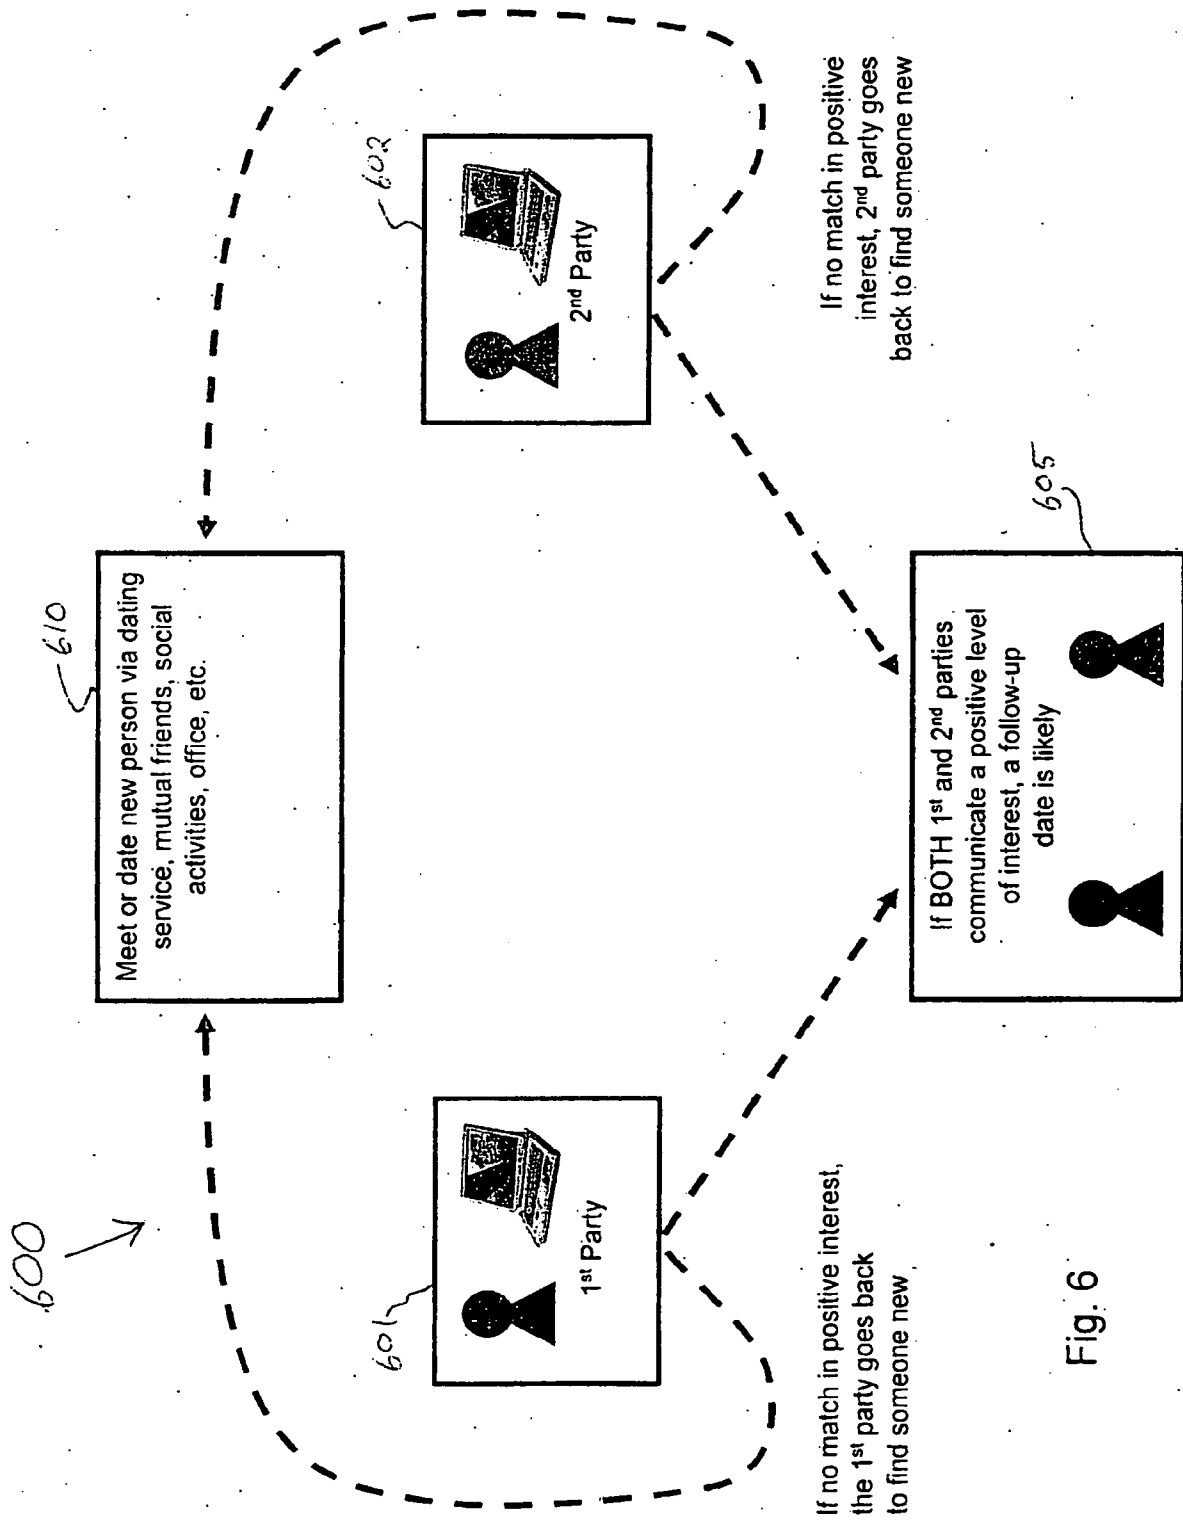 600
610
Meet or date new person via dating
service, mutual friends, social
activities, office, etc.
601
1st Party
602
2nd Party
If no match in positive interest,
the 1st party goes back
to find someone new
605
If BOTH 1st and 2nd parties
communicate a positive level
of interest, a follow-up
date is likely
If no match in positive
interest, 2nd party goes
back to find someone new
Fig. 6